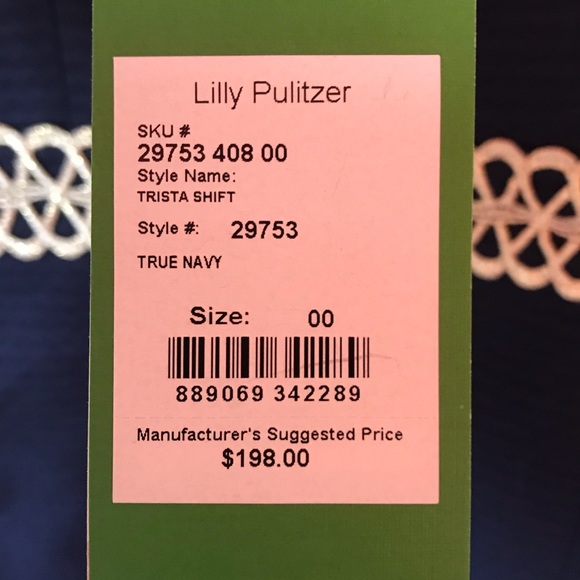 Lilly Pulitzer
SKU #
29753 408 00
Style Name:
TRISTA SHIFT
Style #: 29753
TRUE NAVY
Size: 00
889069 342289
Manufacturer's Suggested Price
$198.00